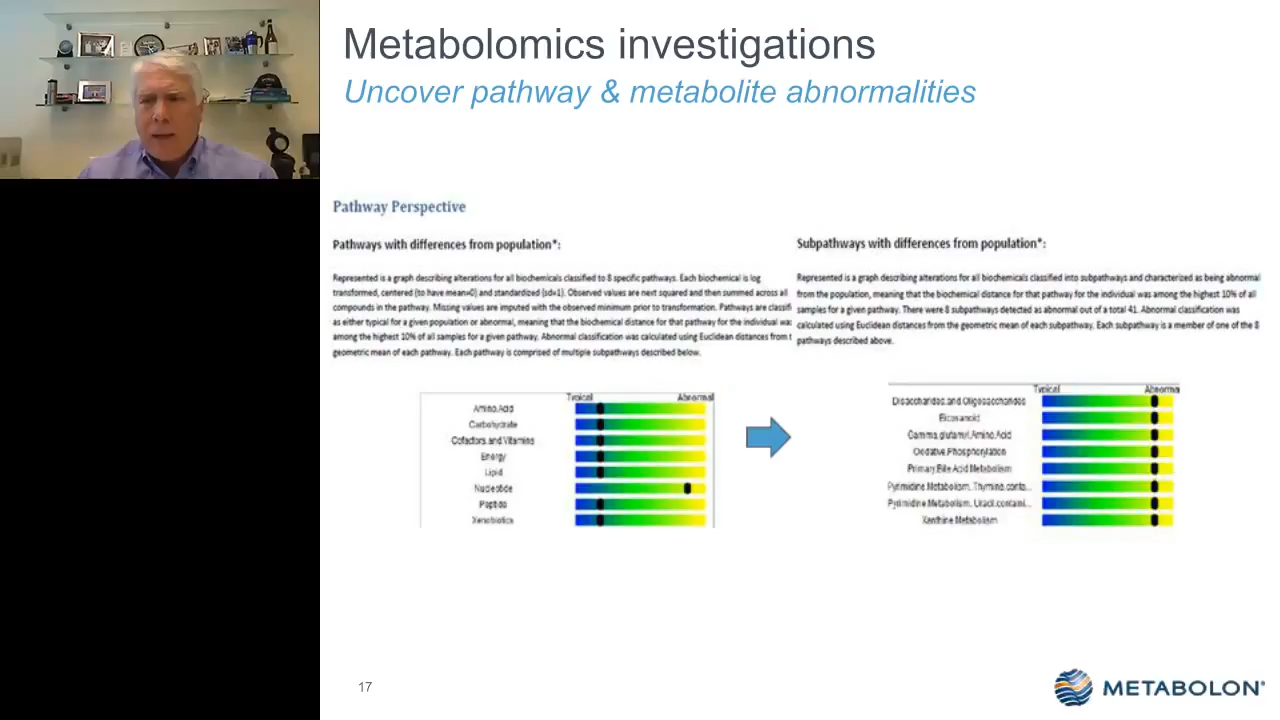 Metabolomics investigations
Uncover pathway & metabolite abnormalities
Pathway Perspective
Pathways with differences from population*:
Represented is a graph describing alterations for all biochemicals classified to 8 specific pathways. Each biochemical is log
transformed, centered (to have mean=0) and standardized (sd=1). Observed values are next squared and then summed across all
compounds in the pathway. Missing values are imputed with the observed minimum prior to transformation. Pathways are classifi
as either typical for a given population or abnormal, meaning that the biochemical distance for that pathway for the individual wa
among the highest 10% of all samples for a given pathway. Abnormal classification was calculated using Euclidean distances from t
geometric mean of each pathway. Each pathway is comprised of multiple subpathways described below.
Typical Abnormal
Amino.Acid
Carbohydrate
Cofactors.and.Vitamins
Energy
Lipid
Nucleotide
Peptide
Xenobiotics
Subpathways with differences from population*:
Represented is a graph describing alterations for all biochemicals classified into subpathways and characterized as being abnormal
from the population, meaning that the biochemical distance for that pathway for the individual was among the highest 10% of all
samples for a given pathway. There were 8 subpathways detected as abnormal out of a total 41. Abnormal classification was
calculated using Euclidean distances from the geometric mean of each subpathway. Each subpathway is a member of one of the 8
pathways described above.
Typical Abnorma
Disaccharides.and.Oligosaccharides
Eicosanoid
Gamma.glutamyl.Amino.Acid
Oxidative.Phosphorylation
Primary.Bile.Acid.Metabolism
Pyrimidine.Metabolism..Thymine.conta...
Pyrimidine.Metabolism..Uracil.containi...
Xanthine.Metabolism
17
METABOLON®